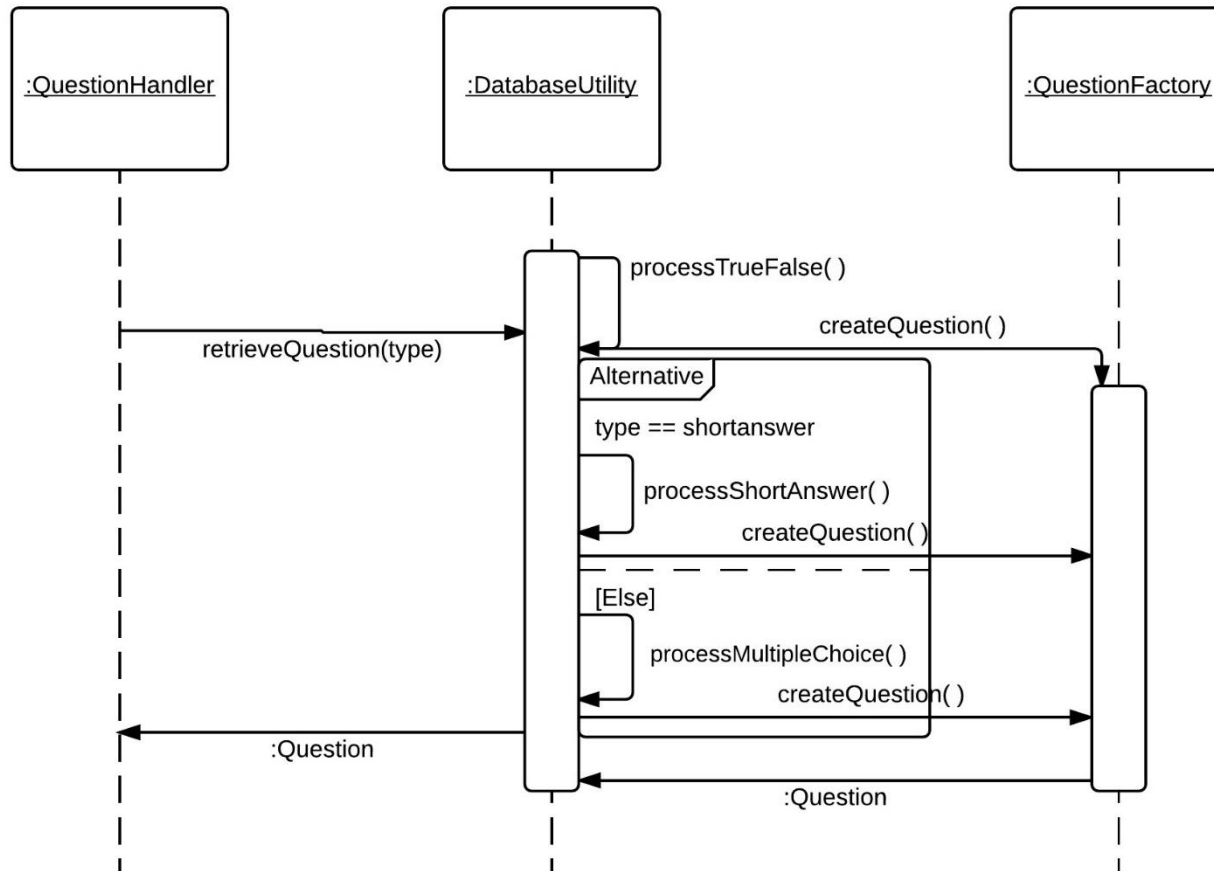 :QuestionHandler
:DatabaseUtility
:QuestionFactory
processTrueFalse( )
createQuestion( )
retrieveQuestion(type)
Alternative
type == shortanswer
processShortAnswer( )
createQuestion( )
[Else]
processMultipleChoice( )
createQuestion( )
:Question
:Question